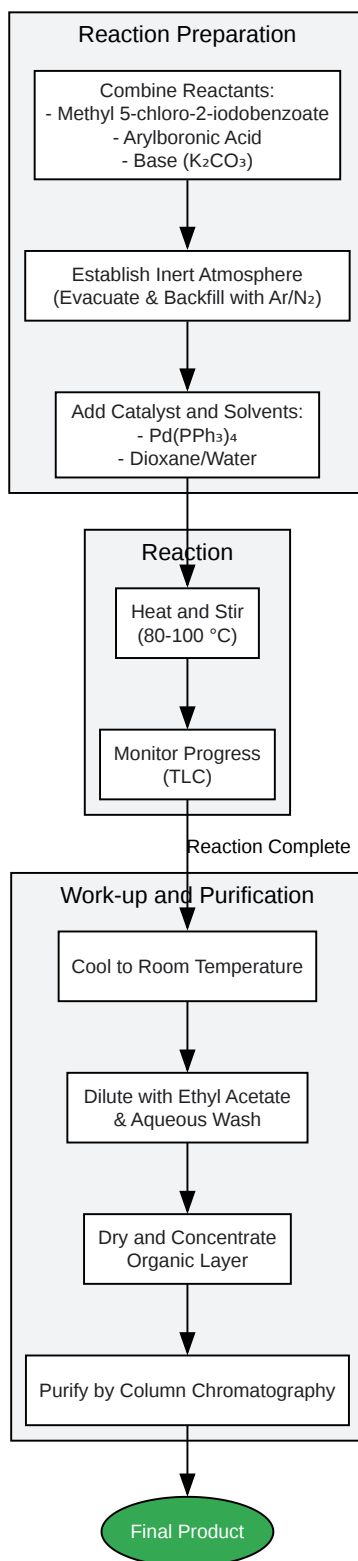 Reaction Preparation
Combine Reactants:
- Methyl 5-chloro-2-iodobenzoate
- Arylboronic Acid
- Base (K₂CO₃)
Establish Inert Atmosphere
(Evacuate & Backfill with Ar/N₂)
Add Catalyst and Solvents:
- Pd(PPh₃)₄
- Dioxane/Water
Reaction
Heat and Stir
(80-100 °C)
Monitor Progress
(TLC)
Reaction Complete
Work-up and Purification
Cool to Room Temperature
Dilute with Ethyl Acetate
& Aqueous Wash
Dry and Concentrate
Organic Layer
Purify by Column Chromatography
Final Product